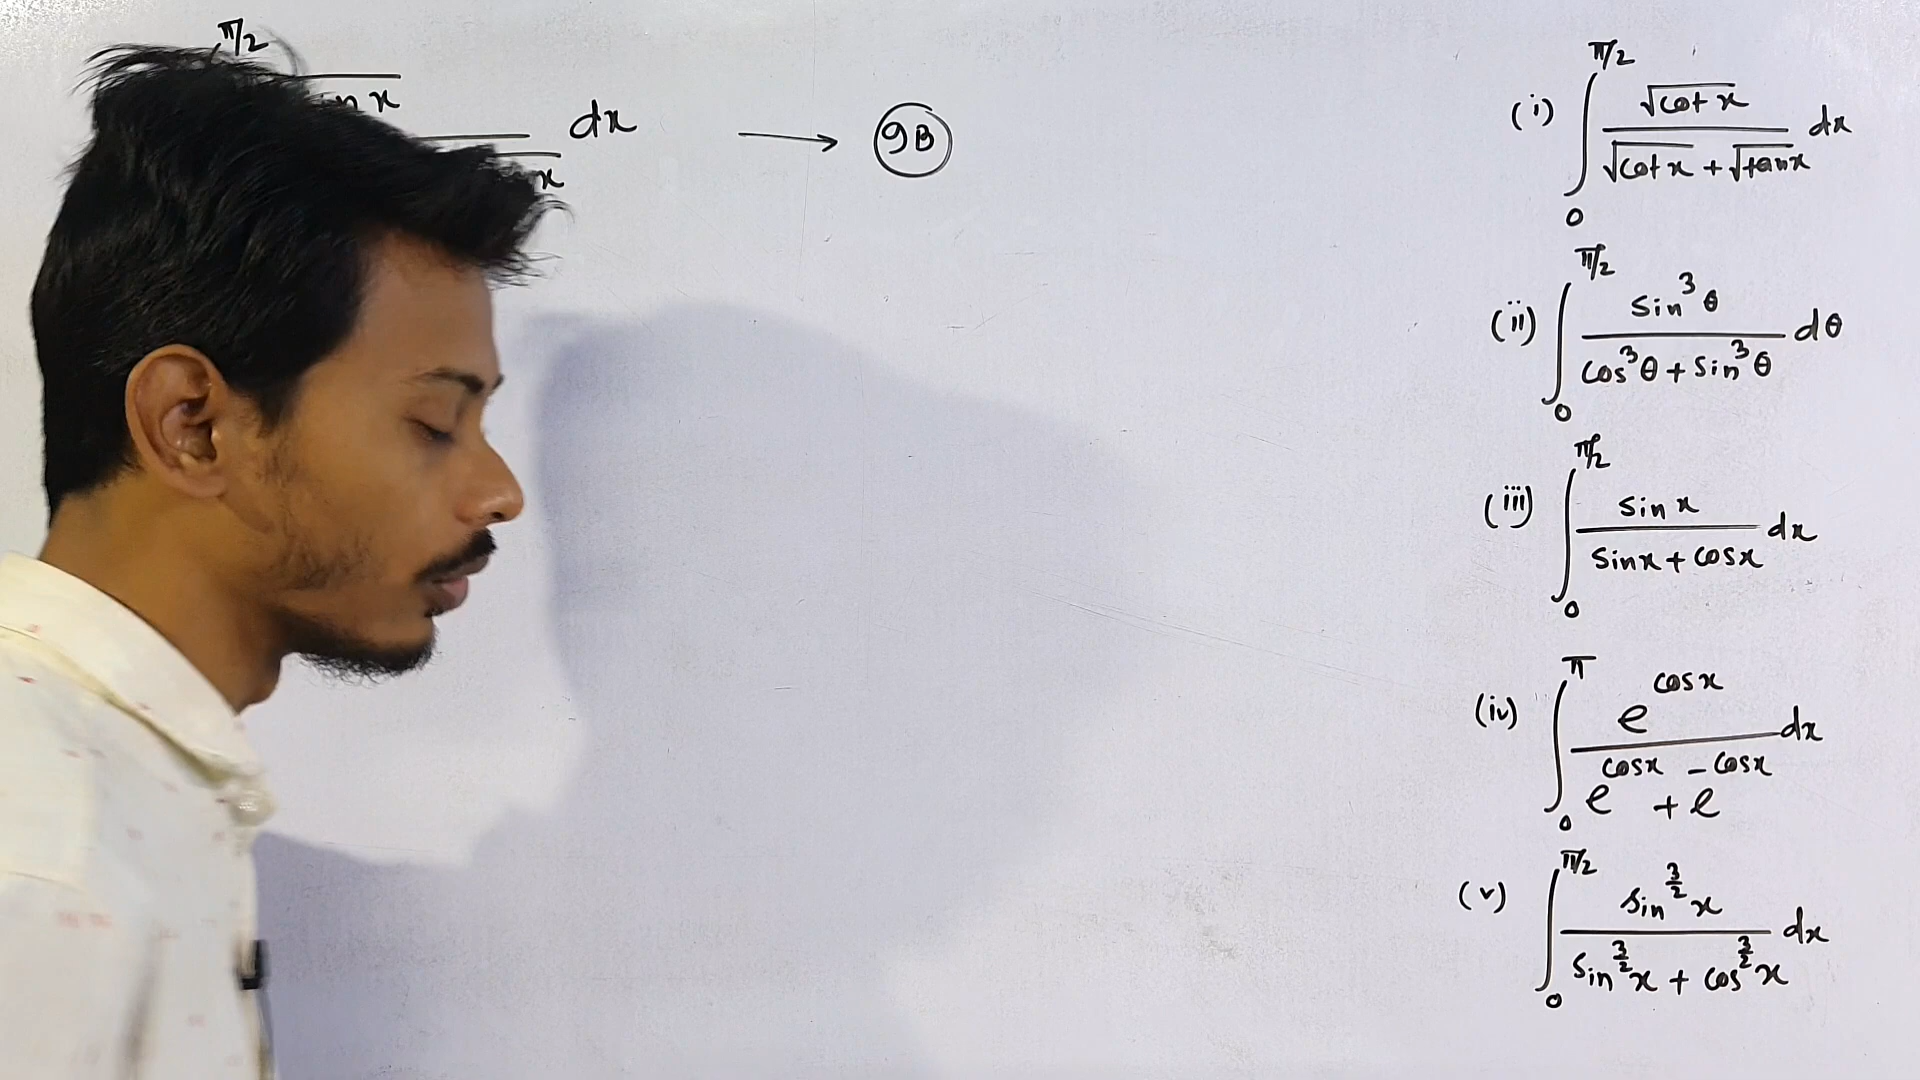 π/2
x
dx → 9B
x
(i) ∫₀^{π/2} √cot x / (√cot x + √tan x) dx
(ii) ∫₀^{π/2} sin³θ / (cos³θ + sin³θ) dθ
(iii) ∫₀^{π/2} sin x / (sin x + cos x) dx
(iv) ∫₀^{π} e^{cos x} / (e^{cos x} + e^{-cos x}) dx
(v) ∫₀^{π/2} sin^{3/2} x / (sin^{3/2} x + cos^{3/2} x) dx